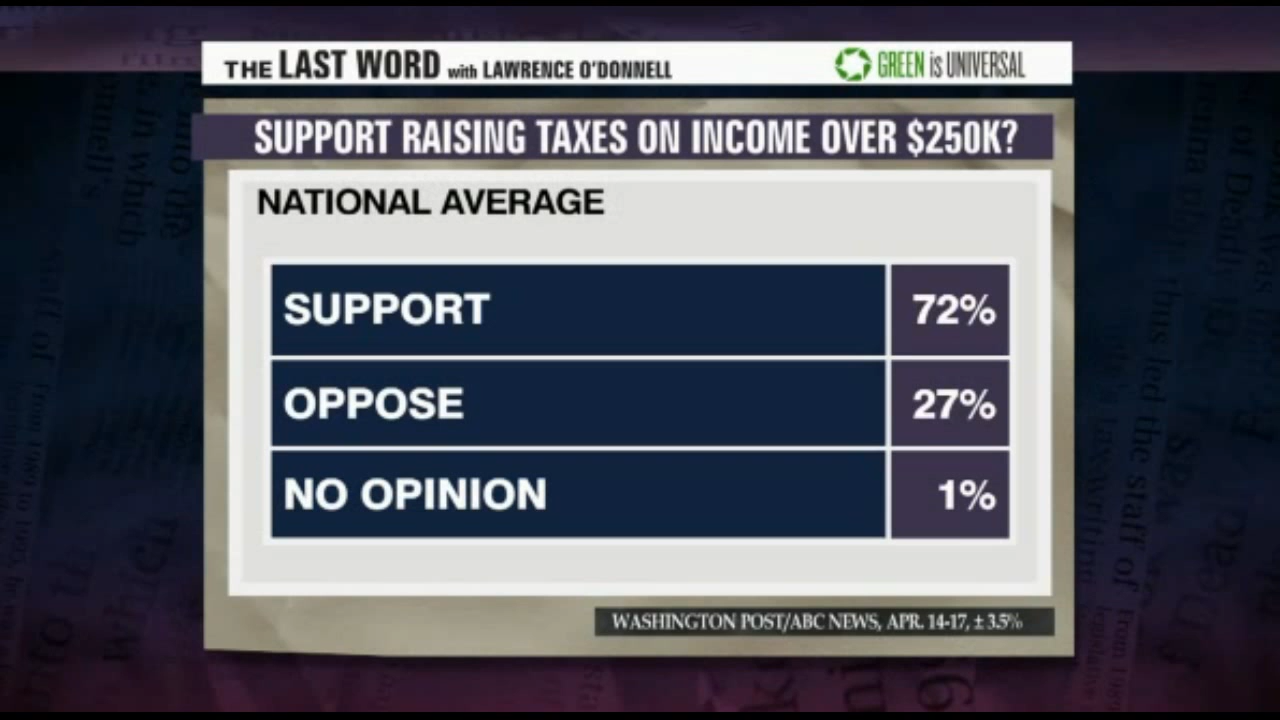 THE LAST WORD with LAWRENCE O'DONNELL
GREEN is UNIVERSAL
SUPPORT RAISING TAXES ON INCOME OVER $250K?
NATIONAL AVERAGE
SUPPORT 72%
OPPOSE 27%
NO OPINION 1%
WASHINGTON POST/ABC NEWS, APR. 14-17, ± 3.5%